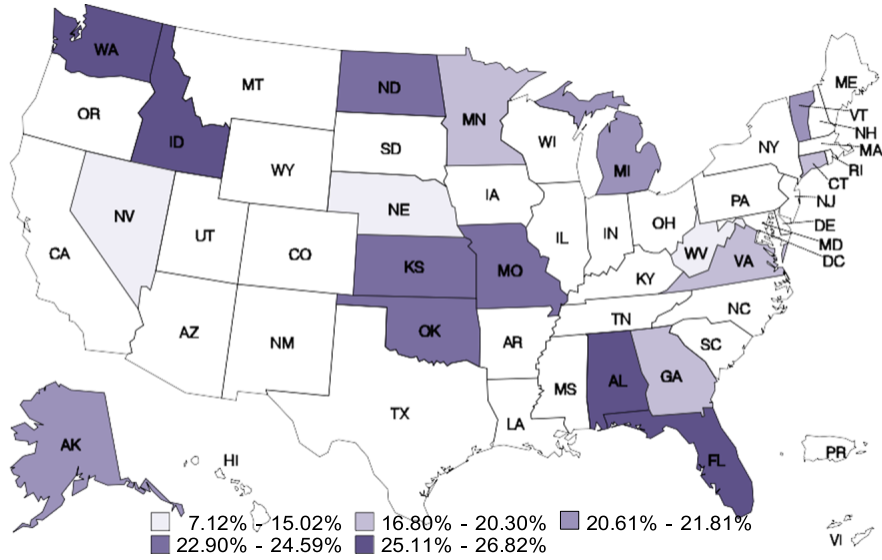 WA
MT
ND
MN
ME
VT
NH
MA
RI
CT
OR
ID
WY
SD
WI
MI
NY
NV
UT
CO
NE
IA
IL
IN
OH
PA
NJ
DE
MD
DC
CA
KS
MO
KY
WV
VA
AZ
NM
OK
AR
TN
NC
SC
TX
LA
MS
AL
GA
FL
AK
HI
PR
VI
7.12% - 15.02% 16.80% - 20.30% 20.61% - 21.81%
22.90% - 24.59% 25.11% - 26.82%